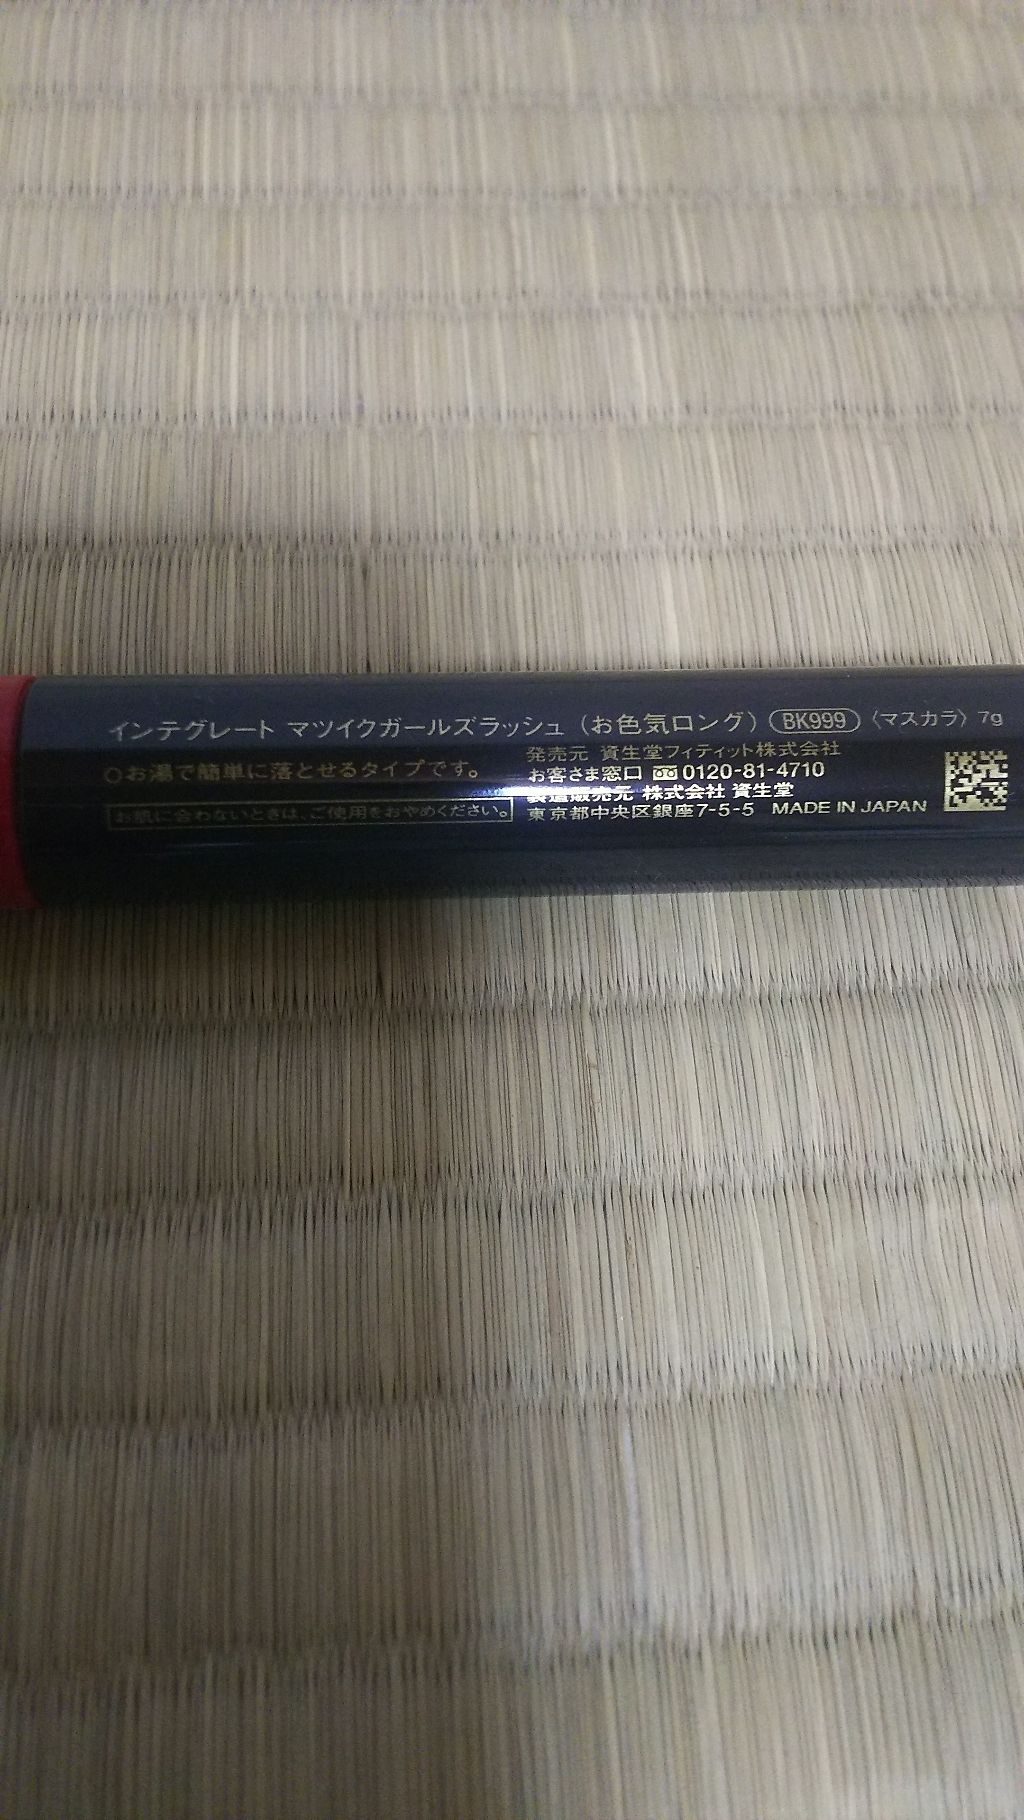 インテグレート マツイクガールズラッシュ（お色気ロング）BK999〈マスカラ〉7g
○お湯で簡単に落とせるタイプです。
お肌に合わないときは、ご使用をおやめください。
発売元 資生堂フィティット株式会社
お客さま窓口 0120-81-4710
製造販売元 株式会社 資生堂
東京都中央区銀座7-5-5 MADE IN JAPAN